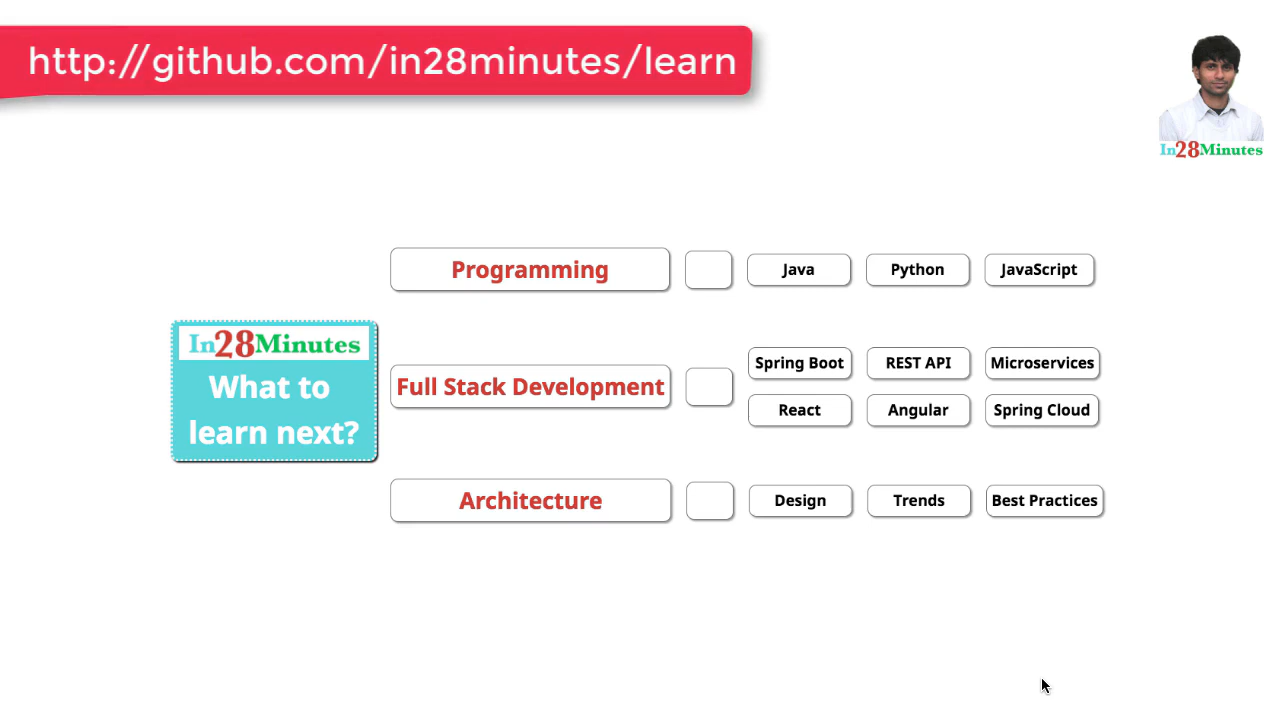 http://github.com/in28minutes/learn
In28Minutes
Programming
Java
Python
JavaScript
In28Minutes
What to
learn next?
Full Stack Development
Spring Boot
REST API
Microservices
React
Angular
Spring Cloud
Architecture
Design
Trends
Best Practices